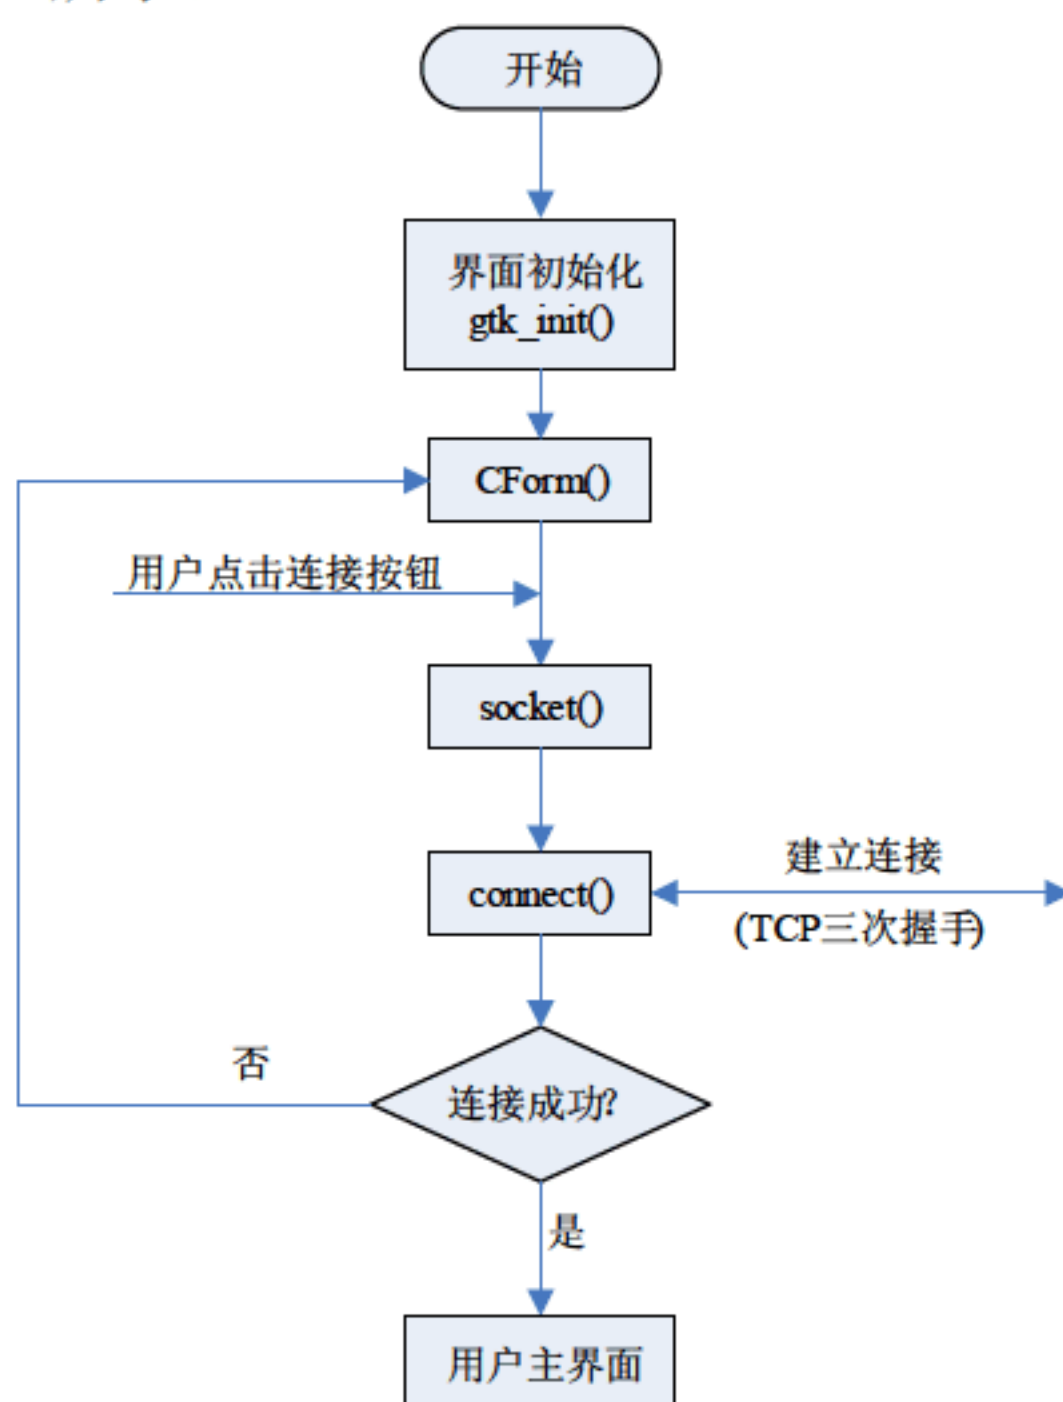 开始
界面初始化
gtk_init()
CForm()
用户点击连接按钮
socket()
建立连接
connect()
(TCP三次握手)
否
连接成功?
是
用户主界面